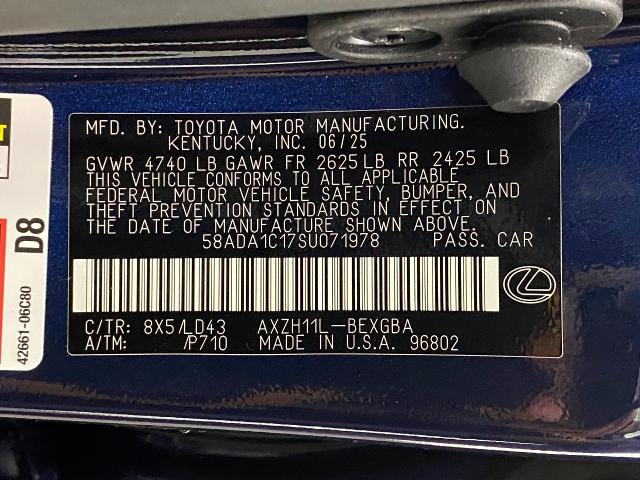 MFD. BY: TOYOTA MOTOR MANUFACTURING.
KENTUCKY, INC. 06/25
GVWR 4740 LB GAWR FR 2625 LB RR 2425 LB
THIS VEHICLE CONFORMS TO ALL APPLICABLE
FEDERAL MOTOR VEHICLE SAFETY, BUMPER, AND
THEFT PREVENTION STANDARDS IN EFFECT ON
THE DATE OF MANUFACTURE SHOWN ABOVE.
58ADA1C17SU071978 PASS. CAR
C/TR: 8X5/LD43 AXZH11L-BEXGBA
A/TM: /P710 MADE IN U.S.A. 96802
D8
42661-06C80